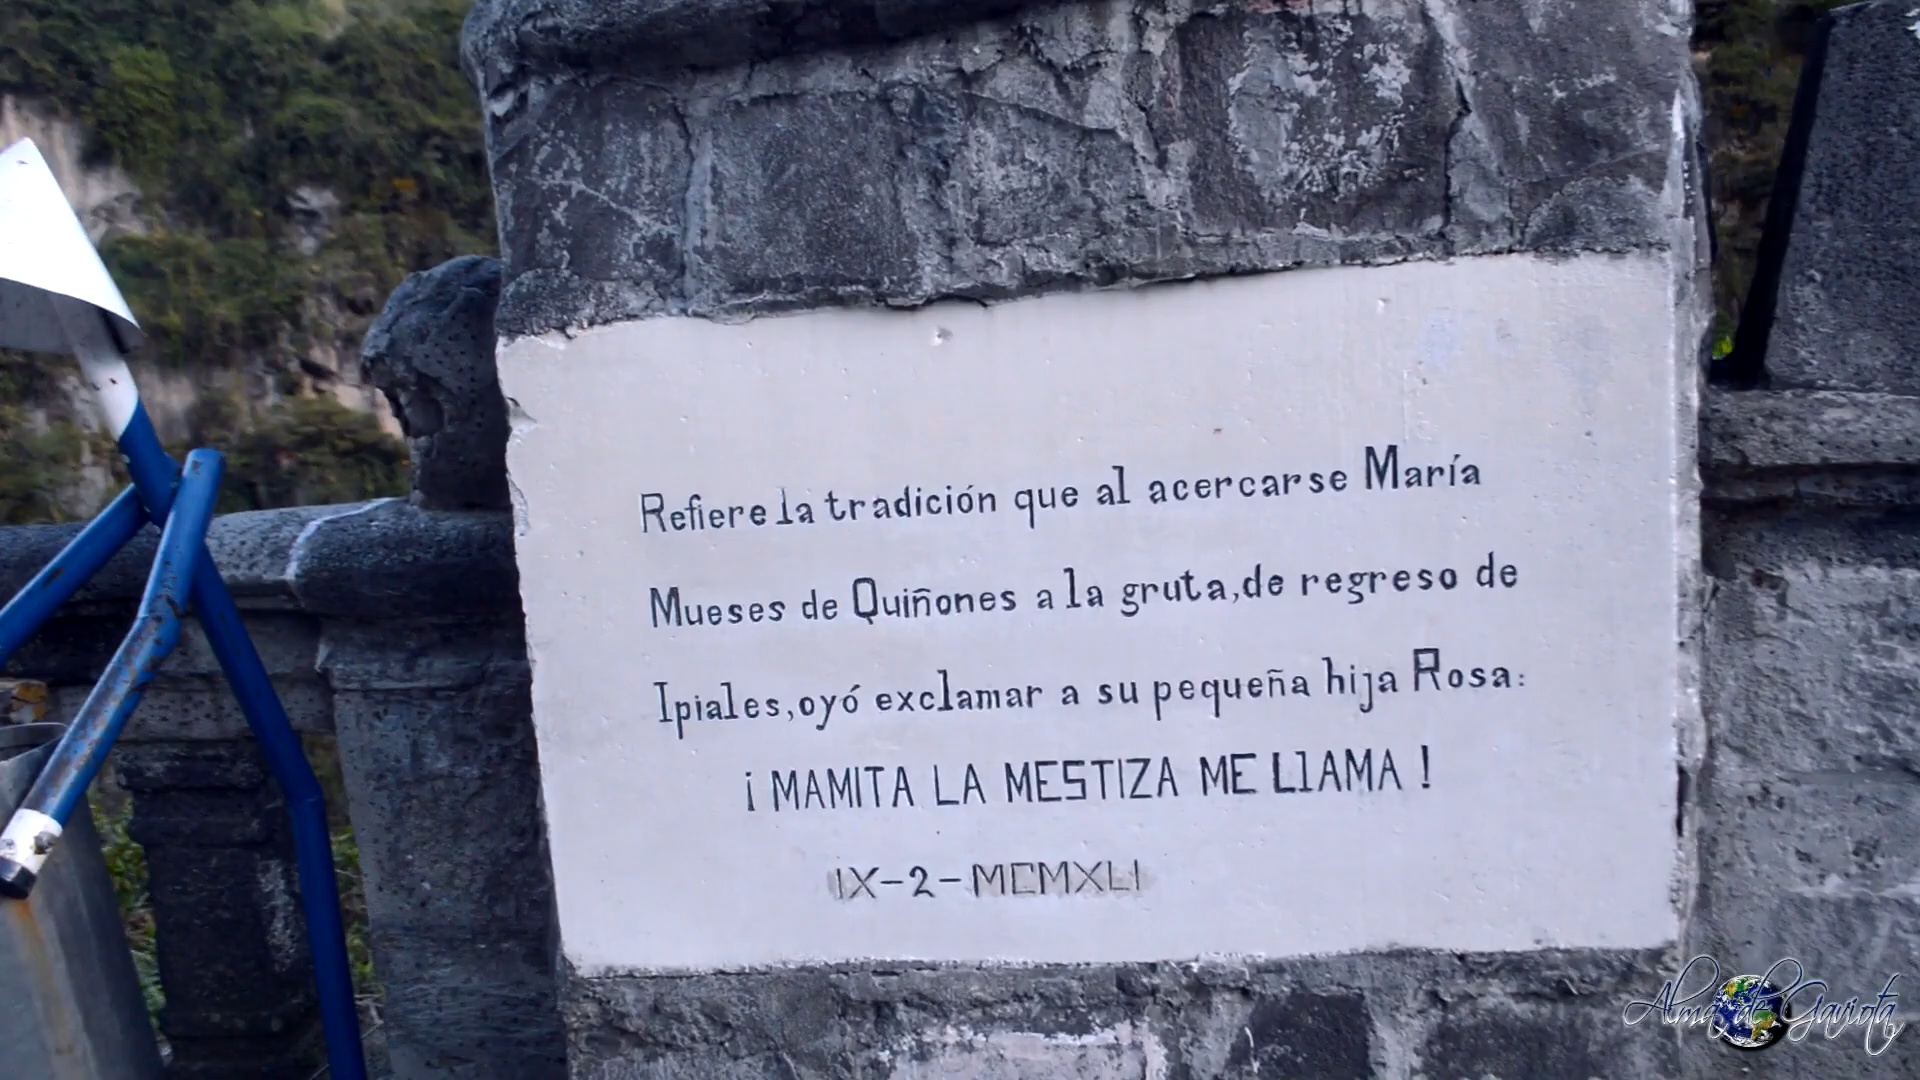 Refiere la tradición que al acercarse María
Mueses de Quiñones a la gruta, de regreso de
Ipiales, oyó exclamar a su pequeña hija Rosa:
¡ MAMITA LA MESTIZA ME LlAMA !
IX-2-MCMXLI
Alma de Gaviota